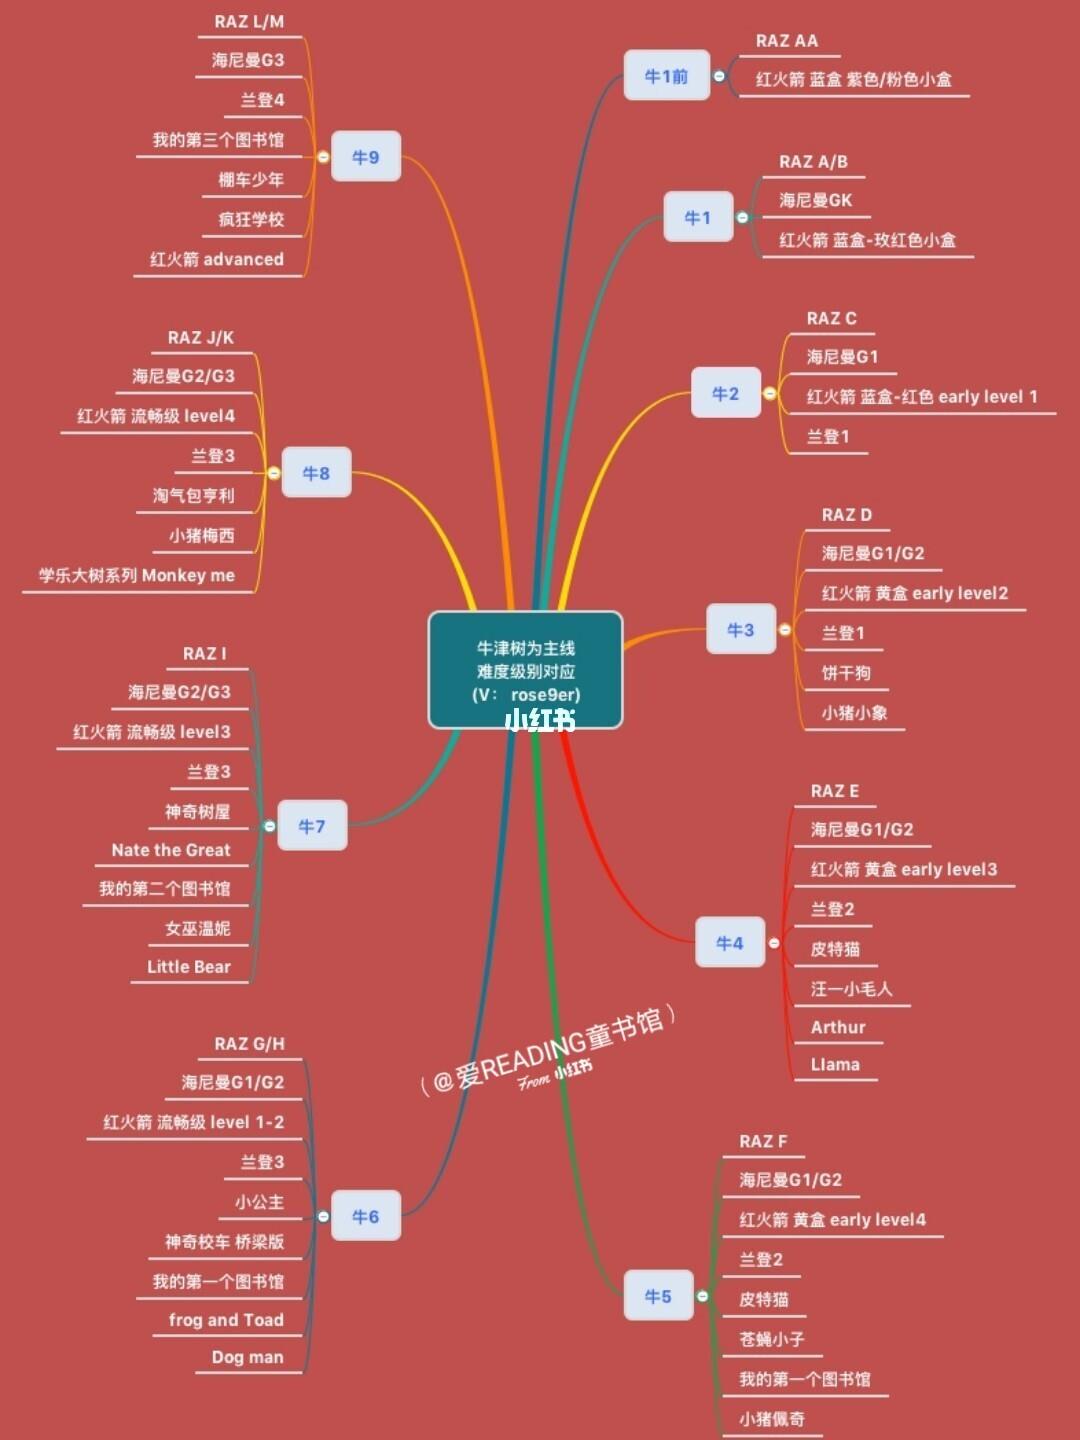 牛津树为主线
难度级别对应
(V： rose9er)
小红书
牛1前
RAZ AA
红火箭 蓝盒 紫色/粉色小盒
牛1
RAZ A/B
海尼曼GK
红火箭 蓝盒-玫红色小盒
牛2
RAZ C
海尼曼G1
红火箭 蓝盒-红色 early level 1
兰登1
牛3
RAZ D
海尼曼G1/G2
红火箭 黄盒 early level2
兰登1
饼干狗
小猪小象
牛4
RAZ E
海尼曼G1/G2
红火箭 黄盒 early level3
兰登2
皮特猫
汪一小毛人
Arthur
Llama
牛5
RAZ F
海尼曼G1/G2
红火箭 黄盒 early level4
兰登2
皮特猫
苍蝇小子
我的第一个图书馆
小猪佩奇
牛6
RAZ G/H
海尼曼G1/G2
红火箭 流畅级 level 1-2
兰登3
小公主
神奇校车 桥梁版
我的第一个图书馆
frog and Toad
Dog man
牛7
RAZ I
海尼曼G2/G3
红火箭 流畅级 level3
兰登3
神奇树屋
Nate the Great
我的第二个图书馆
女巫温妮
Little Bear
牛8
RAZ J/K
海尼曼G2/G3
红火箭 流畅级 level4
兰登3
淘气包亨利
小猪梅西
学乐大树系列 Monkey me
牛9
RAZ L/M
海尼曼G3
兰登4
我的第三个图书馆
棚车少年
疯狂学校
红火箭 advanced
（@爱READING童书馆）
From 小红书